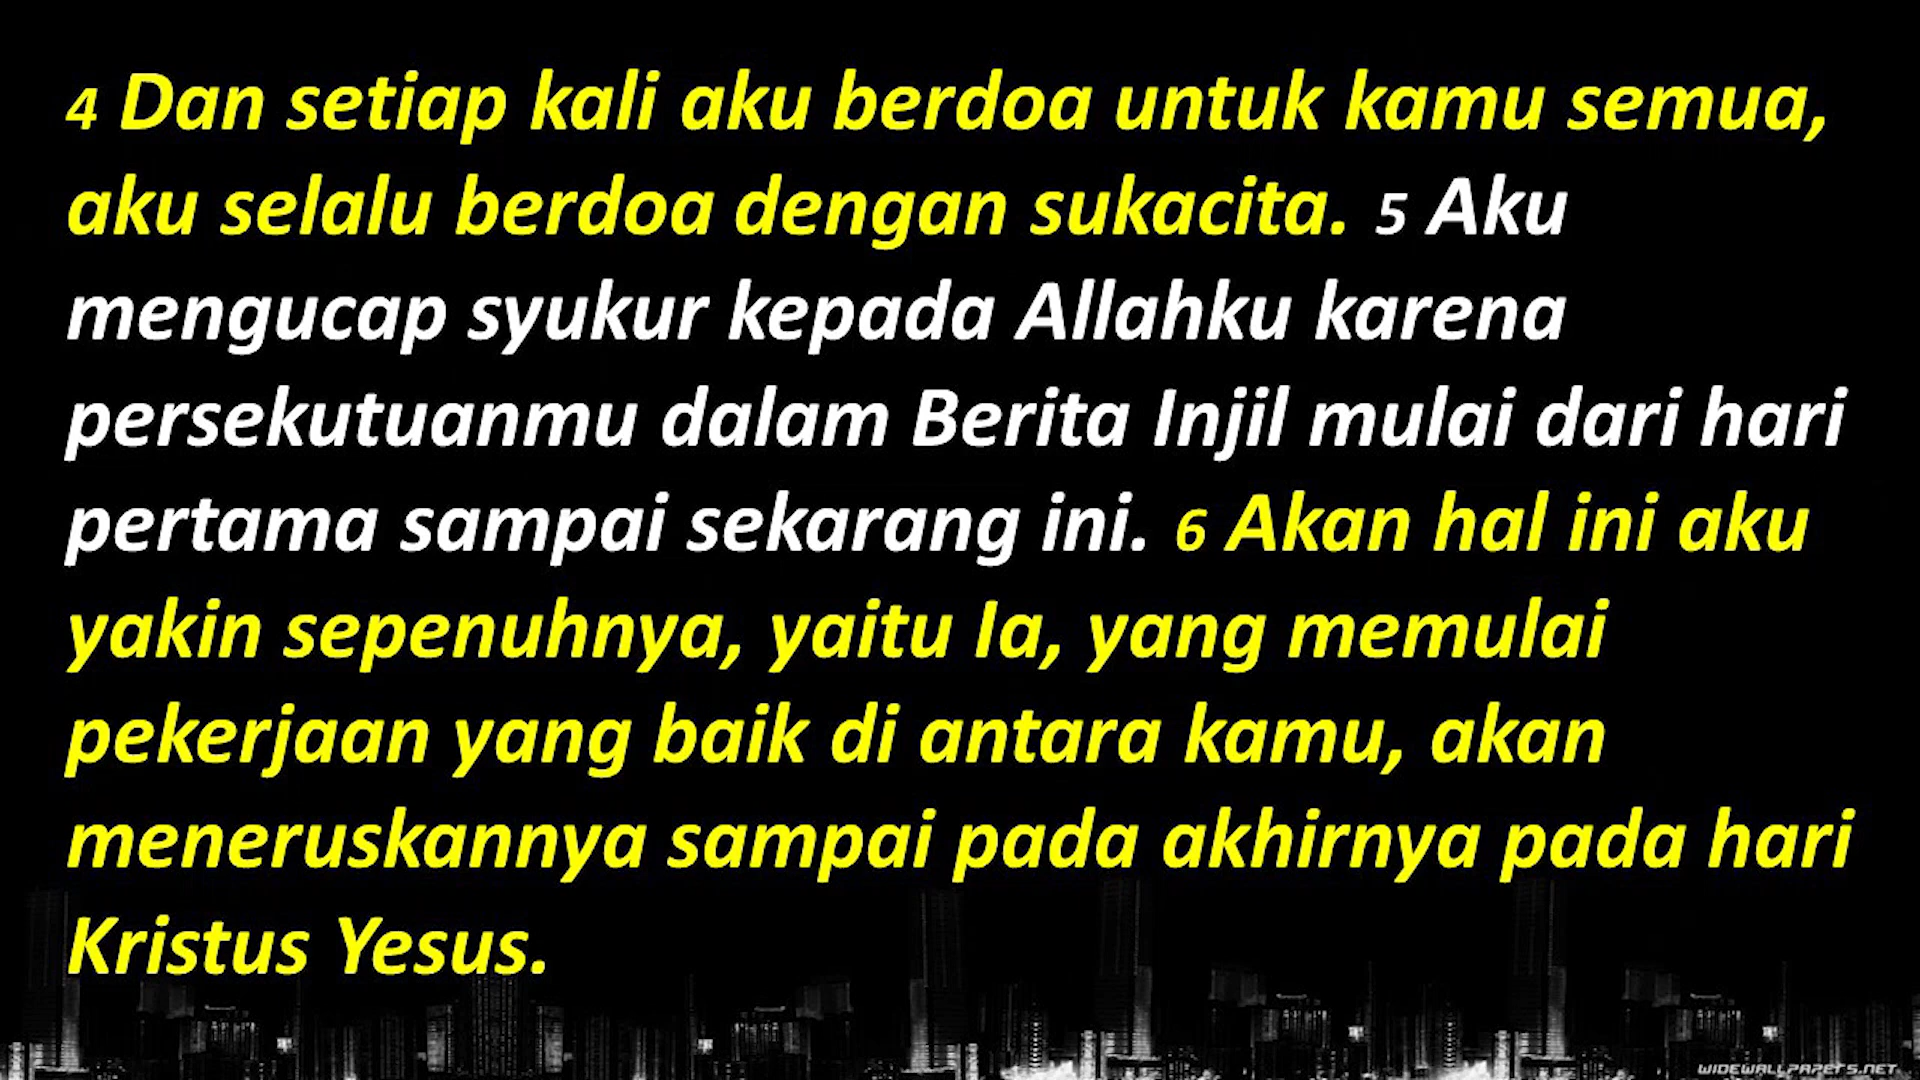 4 Dan setiap kali aku berdoa untuk kamu semua,
aku selalu berdoa dengan sukacita. 5 Aku
mengucap syukur kepada Allahku karena
persekutuanmu dalam Berita Injil mulai dari hari
pertama sampai sekarang ini. 6 Akan hal ini aku
yakin sepenuhnya, yaitu Ia, yang memulai
pekerjaan yang baik di antara kamu, akan
meneruskannya sampai pada akhirnya pada hari
Kristus Yesus.
WIDEWALLPAPERS.NET